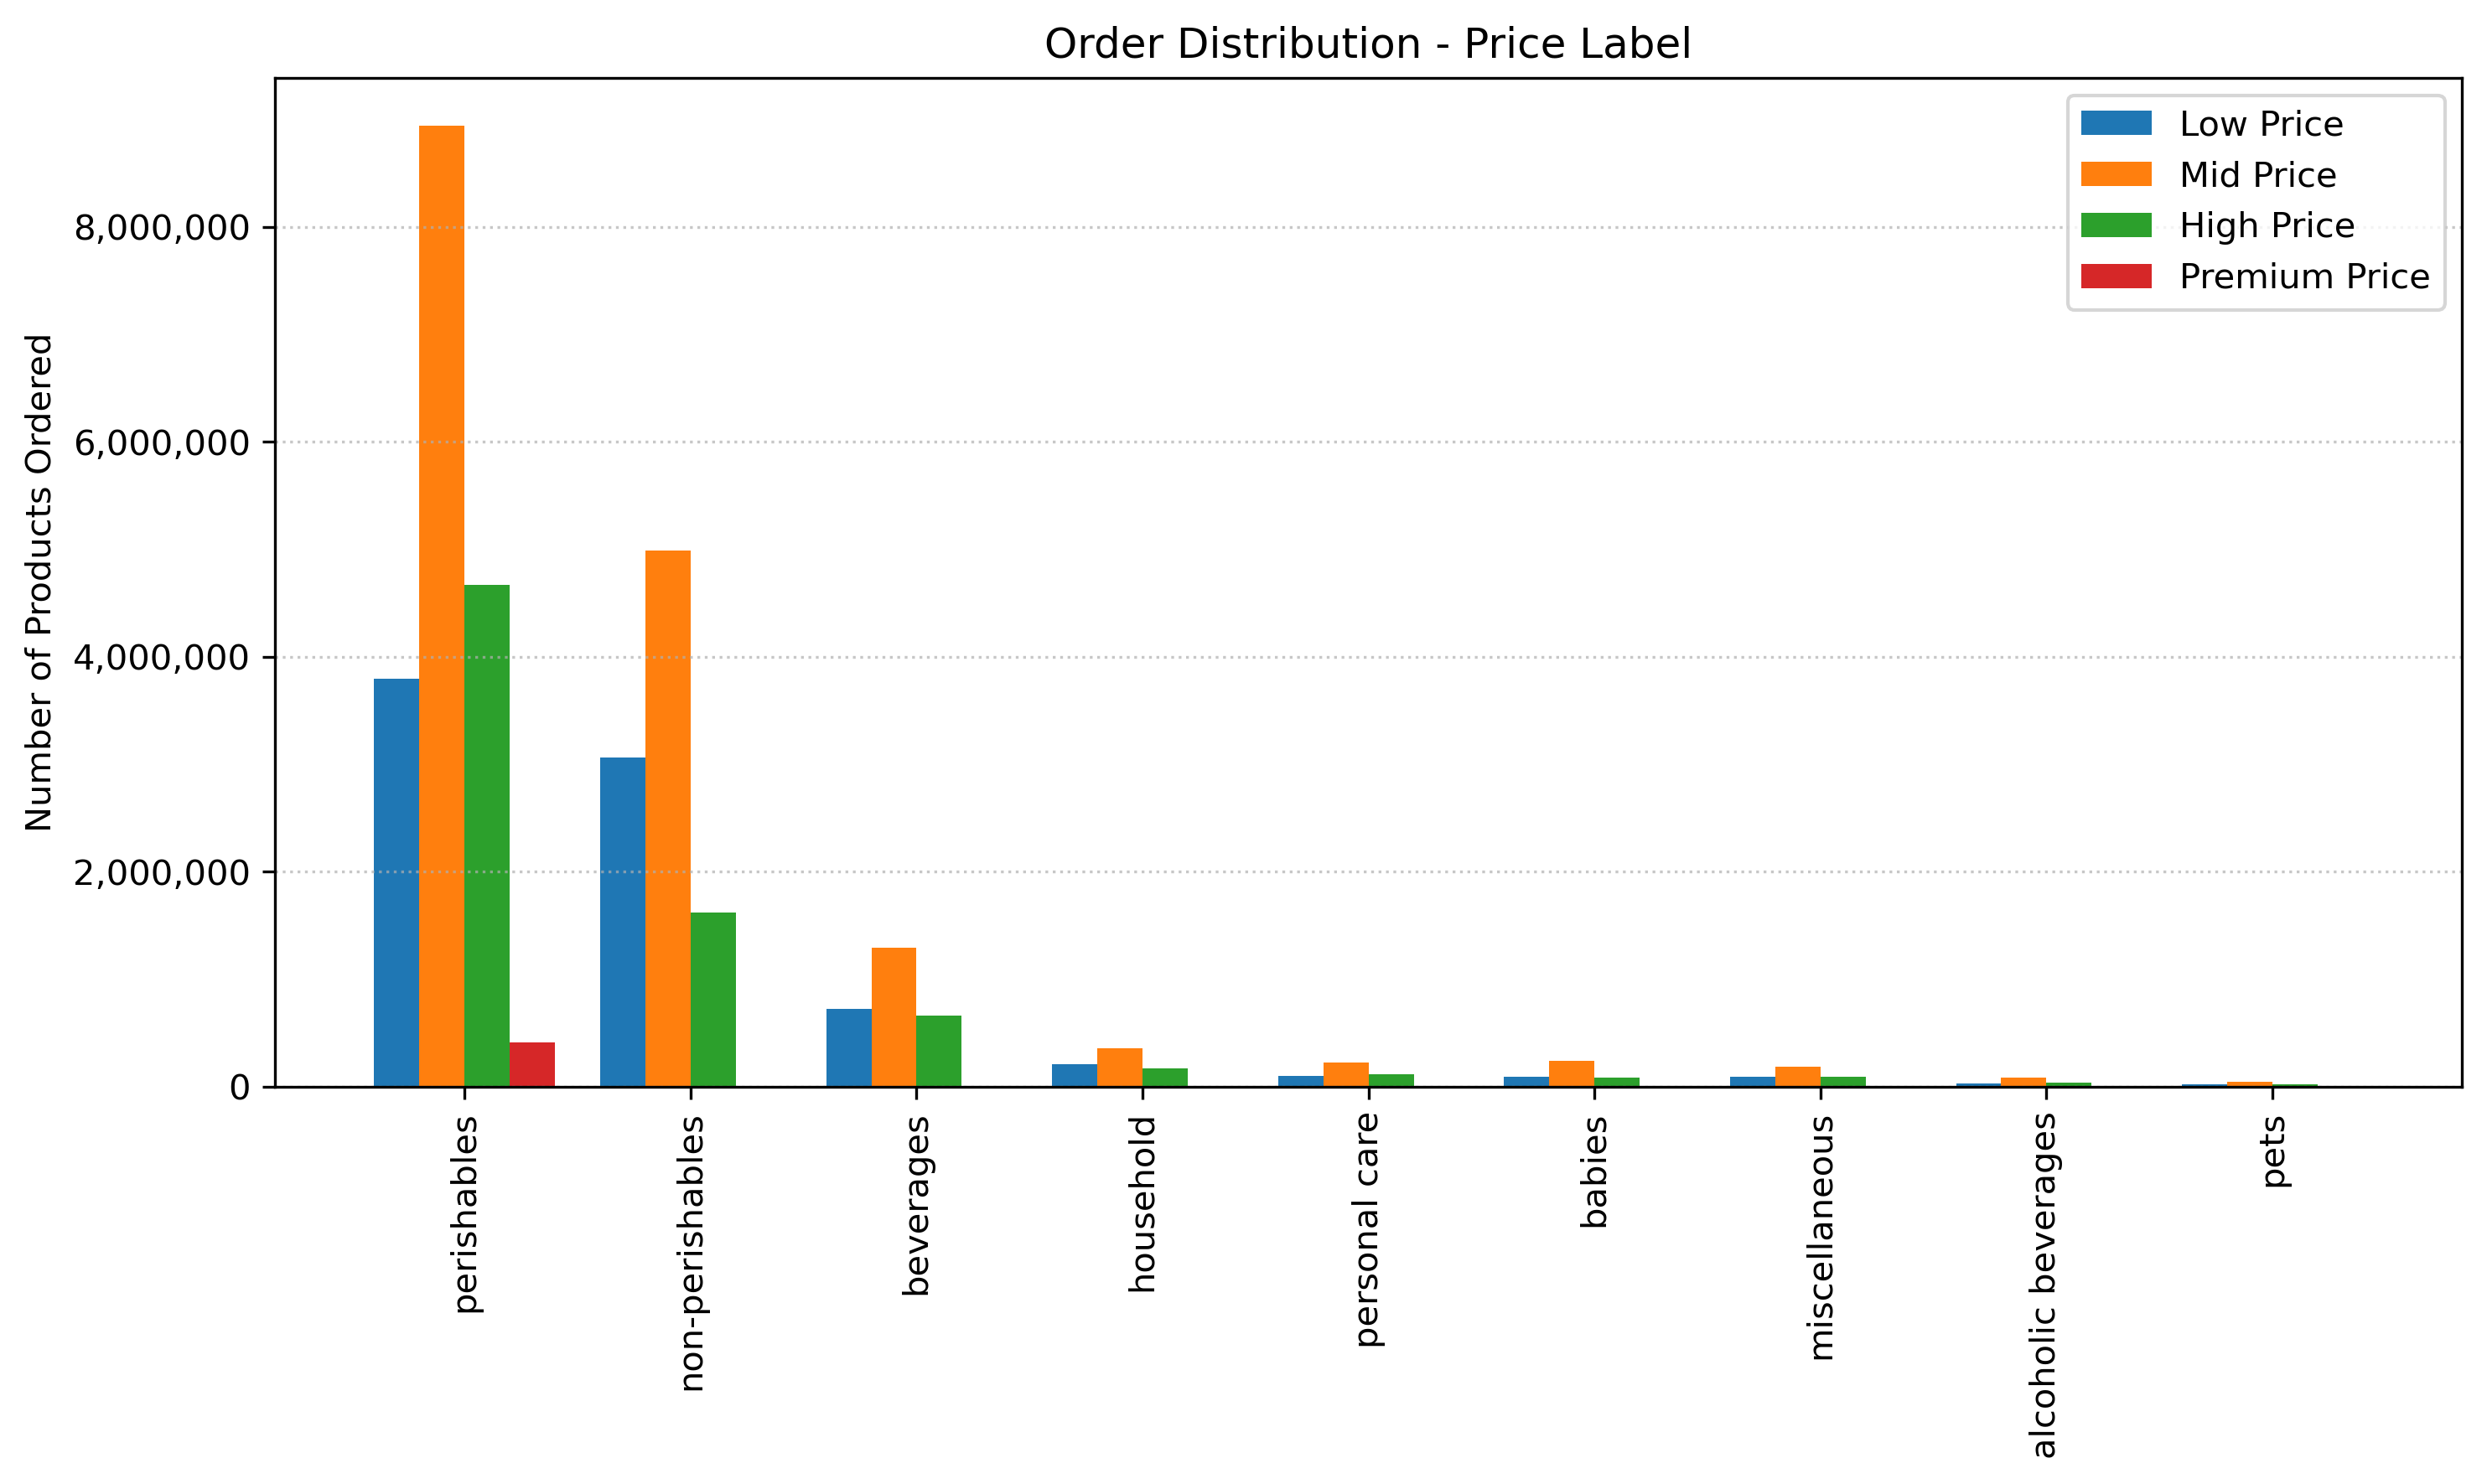 Order Distribution - Price Label
Low Price
Mid Price
High Price
Premium Price
Number of Products Ordered
8,000,000
6,000,000
4,000,000
2,000,000
0
perishables
non-perishables
beverages
household
personal care
babies
miscellaneous
alcoholic beverages
pets